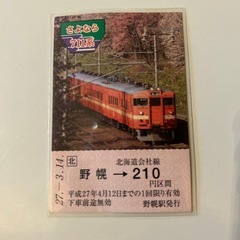 さよなら
711系
27.-3.14.
北 北海道会社線
野幌→210
円区間
平成27年4月12日までの1回限り有効
下車前途無効 野幌駅発行